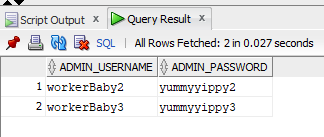 Script Output Query Result
SQL All Rows Fetched: 2 in 0.027 seconds
ADMIN_USERNAME ADMIN_PASSWORD
1 workerBaby2 yummyyippy2
2 workerBaby3 yummyyippy3